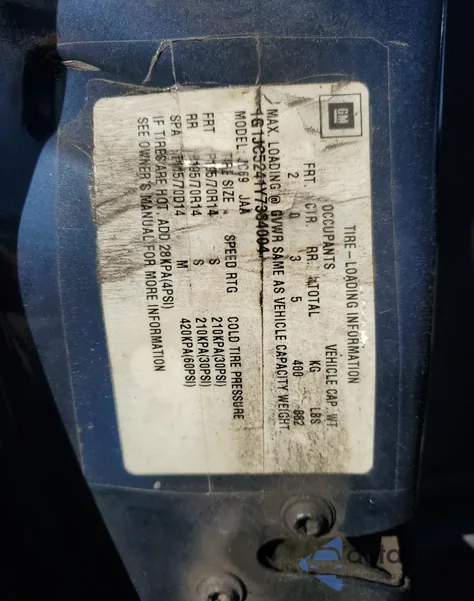 GM
TIRE-LOADING INFORMATION
OCCUPANTS VEHICLE CAP. WT
FRT. CTR. RR. TOTAL KG LBS
2 0 3 5 400 882
MAX. LOADING @ GVWR SAME AS VEHICLE CAPACITY WEIGHT
1G1JC5241Y7384004
MODEL: JC69 JAA
TIRE SIZE SPEED RTG COLD TIRE PRESSURE
FRT P195/70R14 S 210KPA(30PSI)
RR P195/70R14 S 210KPA(30PSI)
SPA M 420KPA(60PSI)
IF TIRES ARE HOT, ADD 28KPA(4PSI)
SEE OWNER'S MANUAL FOR MORE INFORMATION